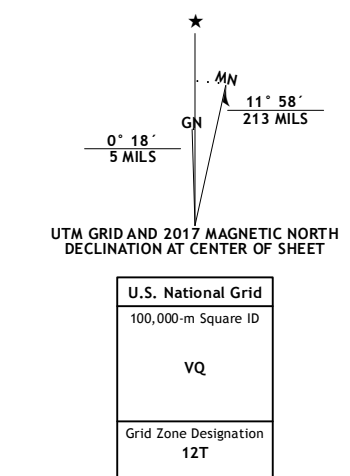 ★
MN
GN
11° 58´
213 MILS
0° 18´
5 MILS
UTM GRID AND 2017 MAGNETIC NORTH
DECLINATION AT CENTER OF SHEET
U.S. National Grid
100,000-m Square ID
VQ
Grid Zone Designation
12T